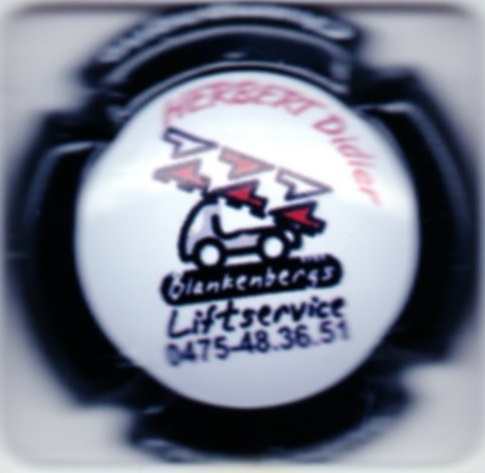 HERBERT Didier
Blankenbergs
Liftservice
0475-48.36.51